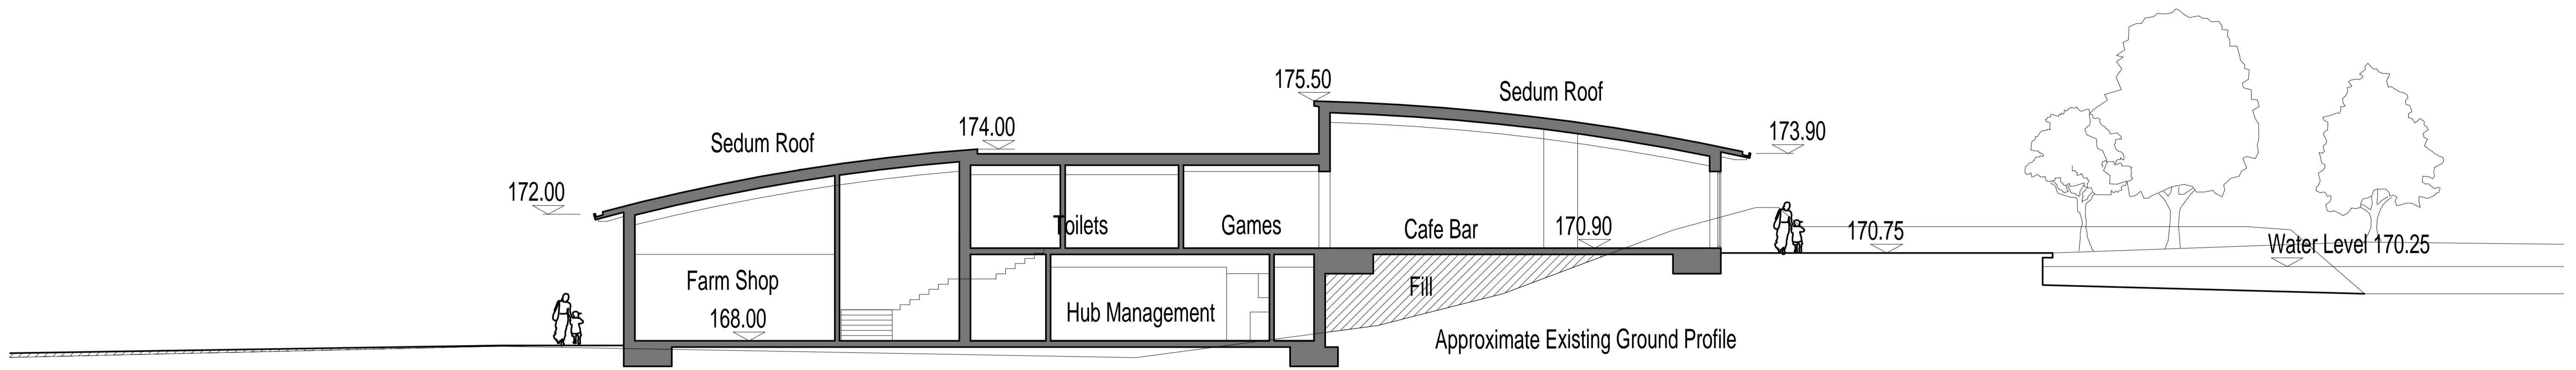 175.50
Sedum Roof
174.00
173.90
Sedum Roof
172.00
Toilets
Games
Cafe Bar
170.90
170.75
Water Level 170.25
Farm Shop
Fill
168.00
Hub Management
Approximate Existing Ground Profile